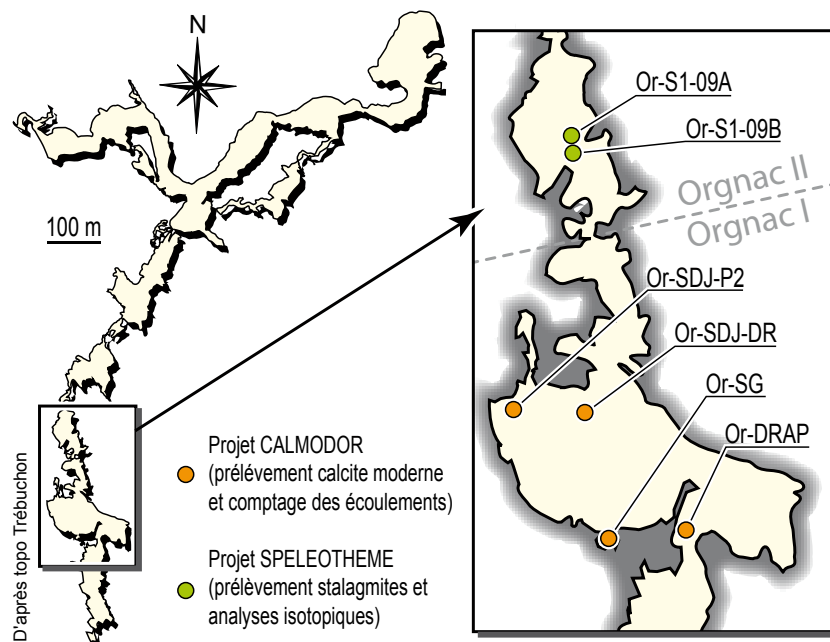 N
100 m
D'après topo Trébuchon
Projet CALMODOR
(prélévement calcite moderne
et comptage des écoulements)
Projet SPELEOTHEME
(prélèvement stalagmites et
analyses isotopiques)
Or-S1-09A
Or-S1-09B
Orgnac II
Orgnac I
Or-SDJ-P2
Or-SDJ-DR
Or-SG
Or-DRAP